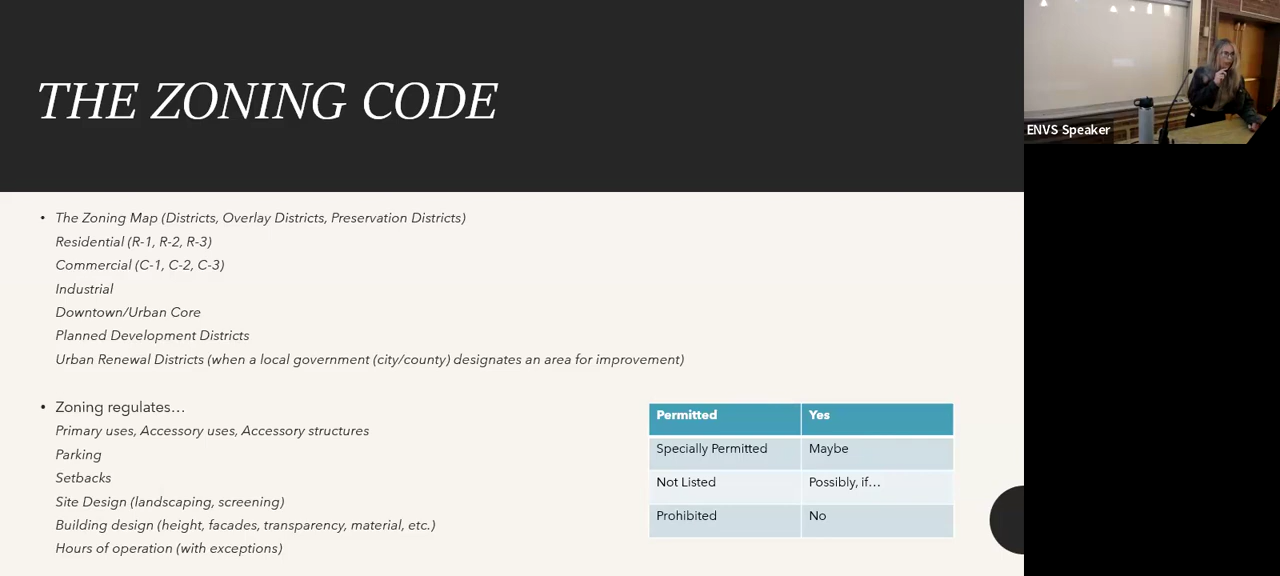 THE ZONING CODE
ENVS Speaker
• The Zoning Map (Districts, Overlay Districts, Preservation Districts)
Residential (R-1, R-2, R-3)
Commercial (C-1, C-2, C-3)
Industrial
Downtown/Urban Core
Planned Development Districts
Urban Renewal Districts (when a local government (city/county) designates an area for improvement)
• Zoning regulates…
Primary uses, Accessory uses, Accessory structures
Parking
Setbacks
Site Design (landscaping, screening)
Building design (height, facades, transparency, material, etc.)
Hours of operation (with exceptions)
Permitted Yes
Specially Permitted Maybe
Not Listed Possibly, if…
Prohibited No